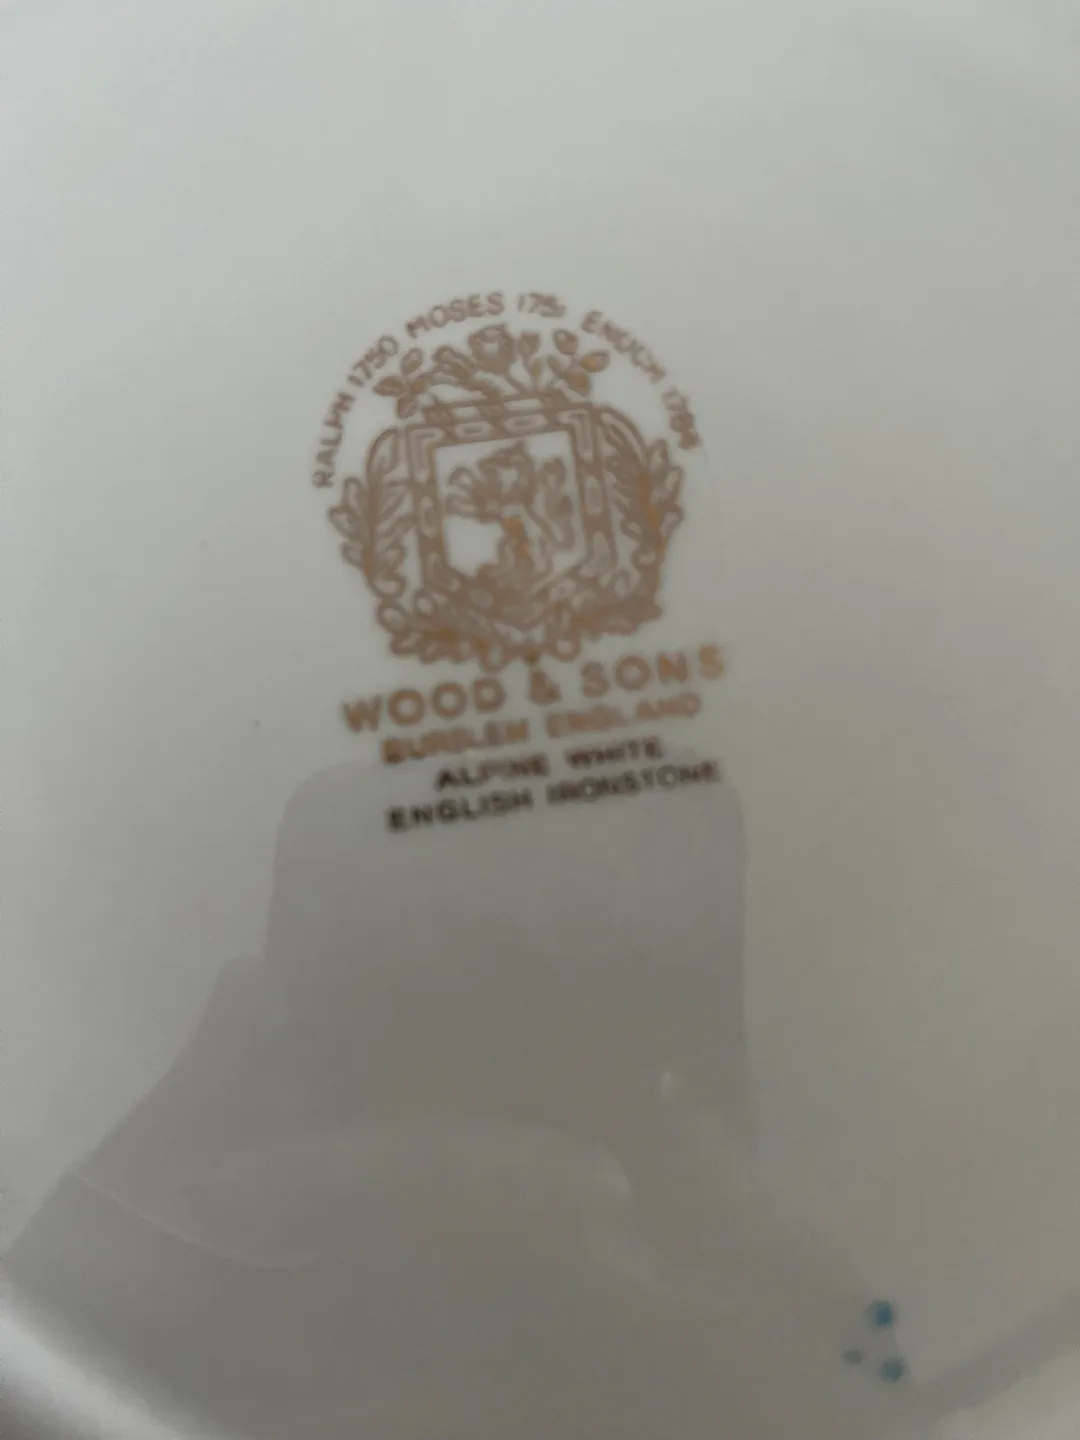 RALPH 1750 MOSES 1751 ENOCH 1784
WOOD & SONS
BURSLEM ENGLAND
ALPINE WHITE
ENGLISH IRONSTONE